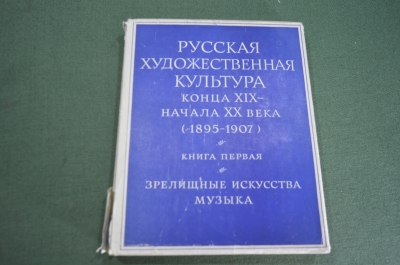 РУССКАЯ
ХУДОЖЕСТВЕННАЯ
КУЛЬТУРА
КОНЦА XIX–
НАЧАЛА XX ВЕКА
(1895–1907)
КНИГА ПЕРВАЯ
ЗРЕЛИЩНЫЕ ИСКУССТВА
МУЗЫКА